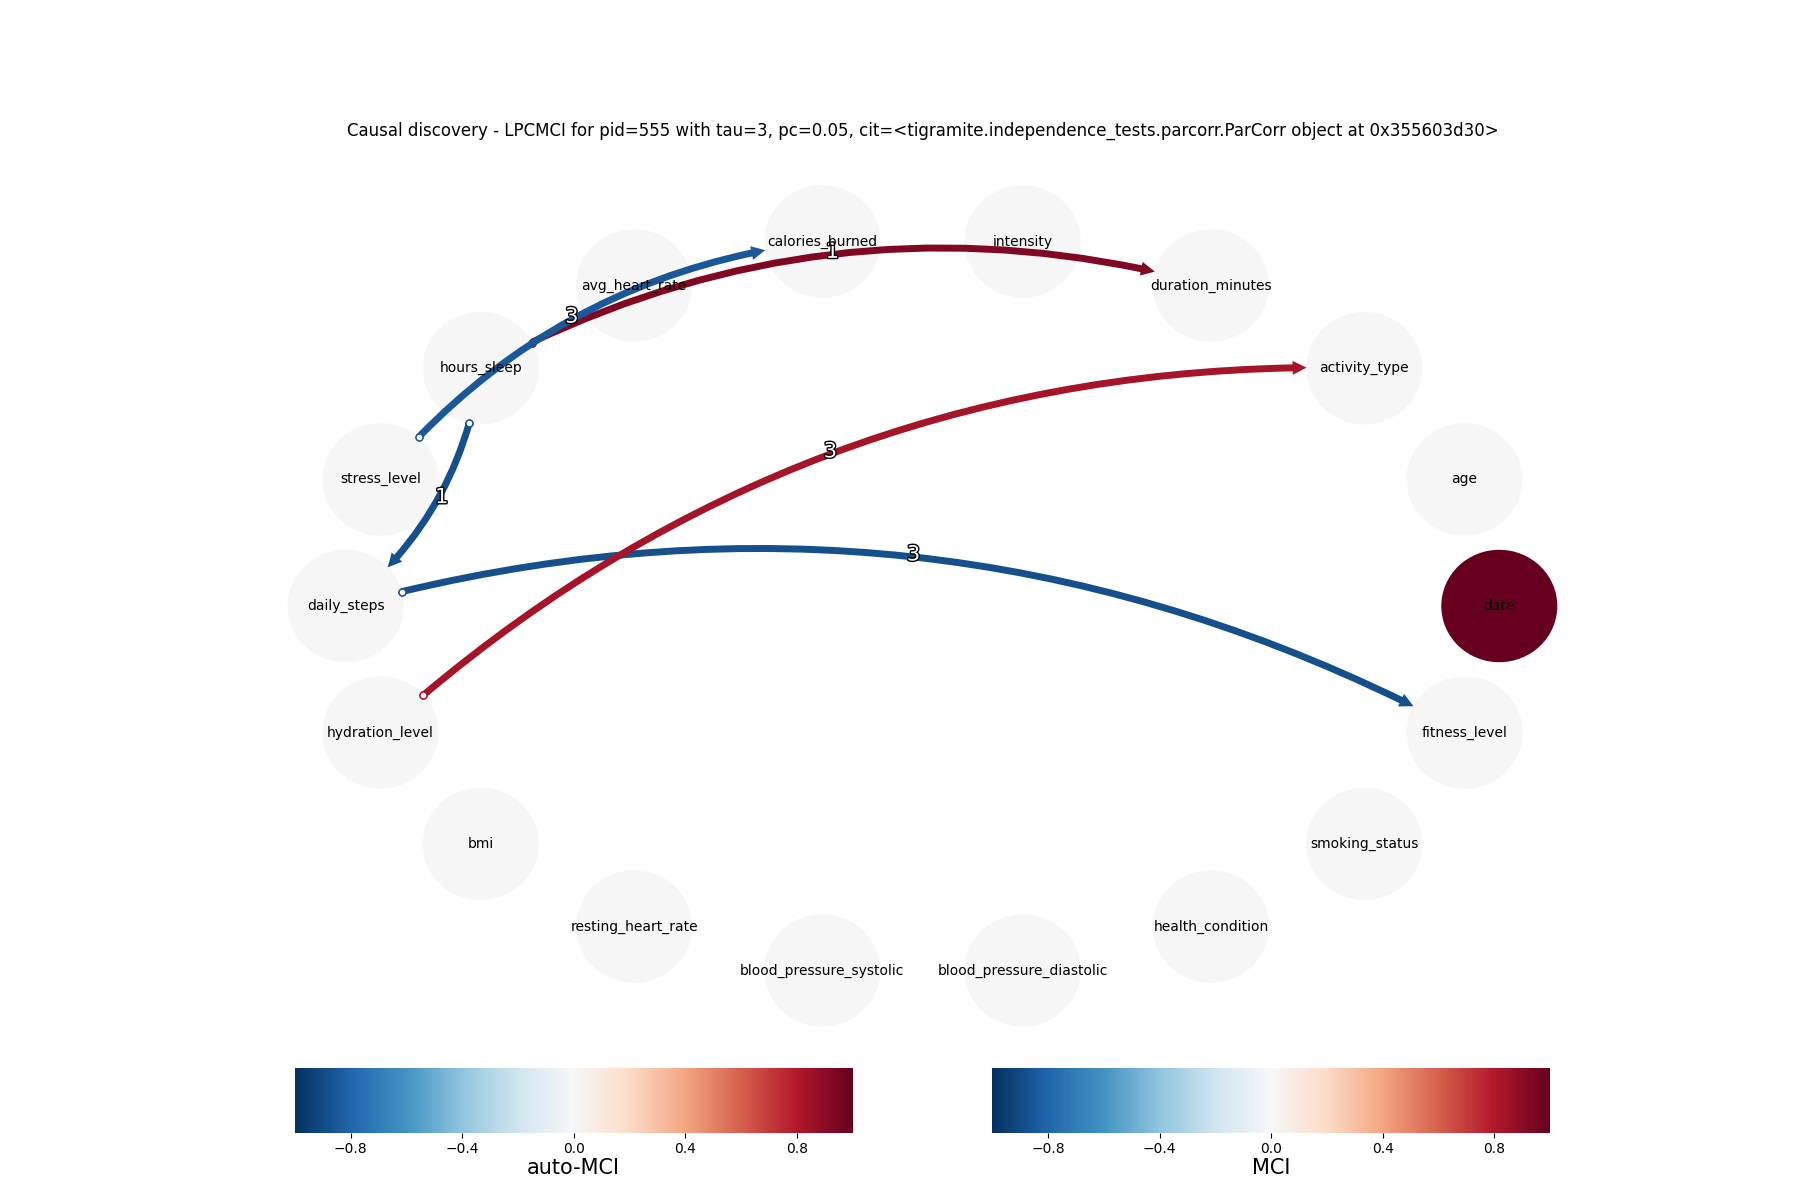 Causal discovery - LPCMCI for pid=555 with tau=3, pc=0.05, cit=<tigramite.independence_tests.parcorr.ParCorr object at 0x355603d30>
calories_burned
intensity
1
avg_heart_rate
duration_minutes
3
hours_sleep
activity_type
3
stress_level
age
1
3
daily_steps
date
hydration_level
fitness_level
bmi
smoking_status
resting_heart_rate
health_condition
blood_pressure_systolic
blood_pressure_diastolic
−0.8 −0.4 0.0 0.4 0.8
auto-MCI
−0.8 −0.4 0.0 0.4 0.8
MCI